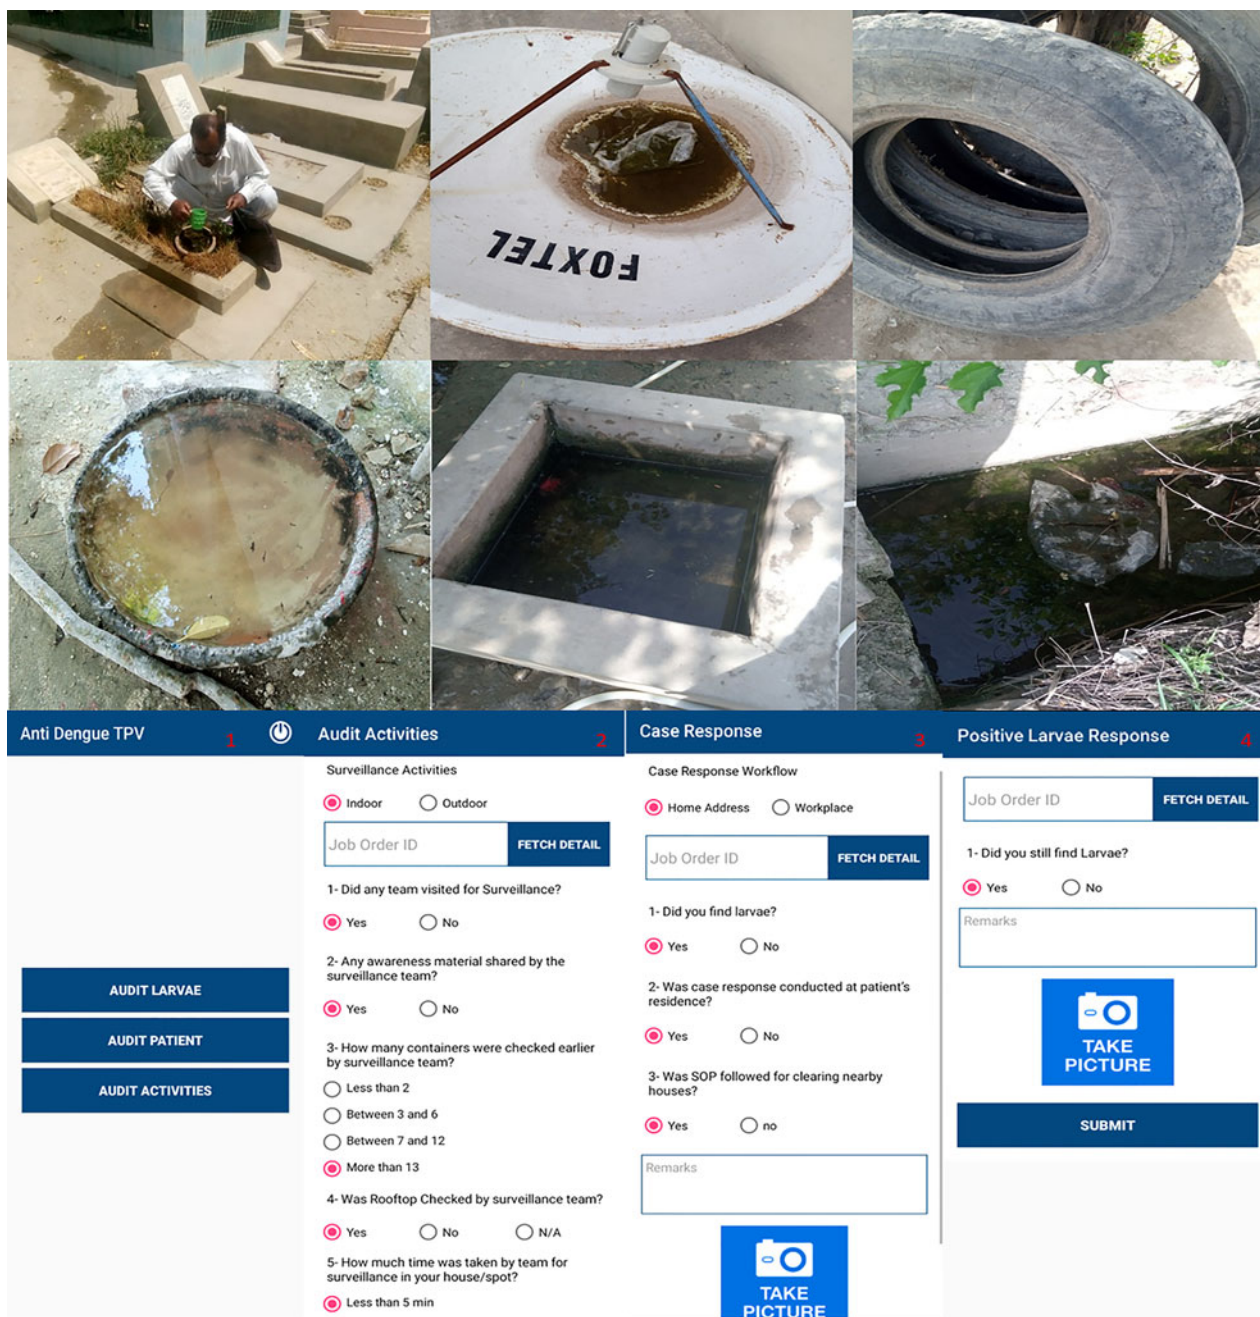 FOXTEL
Anti Dengue TPV
1
AUDIT LARVAE
AUDIT PATIENT
AUDIT ACTIVITIES
Audit Activities
2
Surveillance Activities
Indoor Outdoor
Job Order ID FETCH DETAIL
1- Did any team visited for Surveillance?
Yes No
2- Any awareness material shared by the
surveillance team?
Yes No
3- How many containers were checked earlier
by surveillance team?
Less than 2
Between 3 and 6
Between 7 and 12
More than 13
4- Was Rooftop Checked by surveillance team?
Yes No N/A
5- How much time was taken by team for
surveillance in your house/spot?
Less than 5 min
Case Response
3
Case Response Workflow
Home Address Workplace
Job Order ID FETCH DETAIL
1- Did you find larvae?
Yes No
2- Was case response conducted at patient's
residence?
Yes No
3- Was SOP followed for clearing nearby
houses?
Yes no
Remarks
TAKE
PICTURE
Positive Larvae Response
4
Job Order ID FETCH DETAIL
1- Did you still find Larvae?
Yes No
Remarks
TAKE
PICTURE
SUBMIT